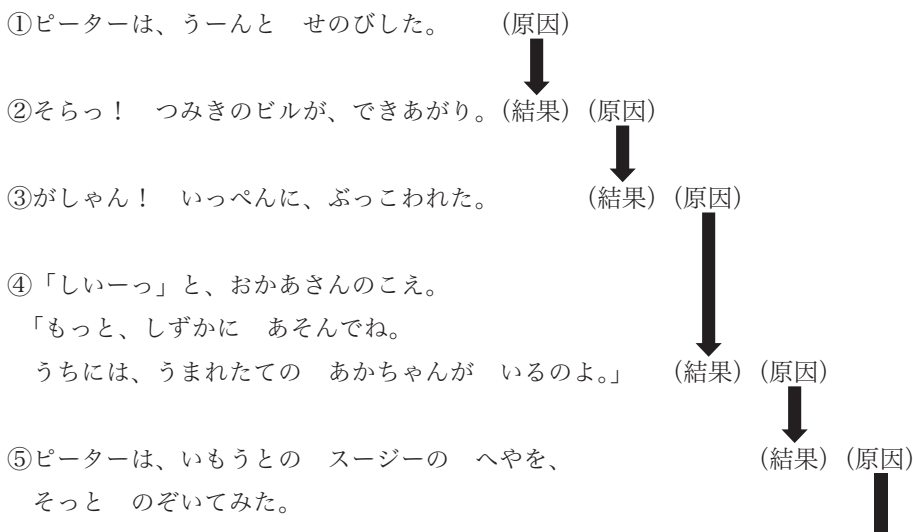 ①ピーターは、うーんと　せのびした。　　(原因)
②そらっ！　つみきのビルが、できあがり。(結果)(原因)
③がしゃん！　いっぺんに、ぶっこわれた。　　(結果)(原因)
④「しいーっ」と、おかあさんのこえ。
「もっと、しずかに　あそんでね。
うちには、うまれたての　あかちゃんが　いるのよ。」　(結果)(原因)
⑤ピーターは、いもうとの　スージーの　へやを、　　(結果)(原因)
そっと　のぞいてみた。